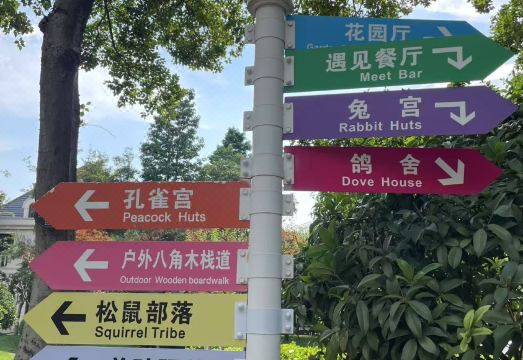 花园厅
遇见餐厅
Meet Bar
兔宫
Rabbit Huts
鸽舍
Dove House
孔雀宫
Peacock Huts
户外八角木栈道
Outdoor Wooden boardwalk
松鼠部落
Squirrel Tribe